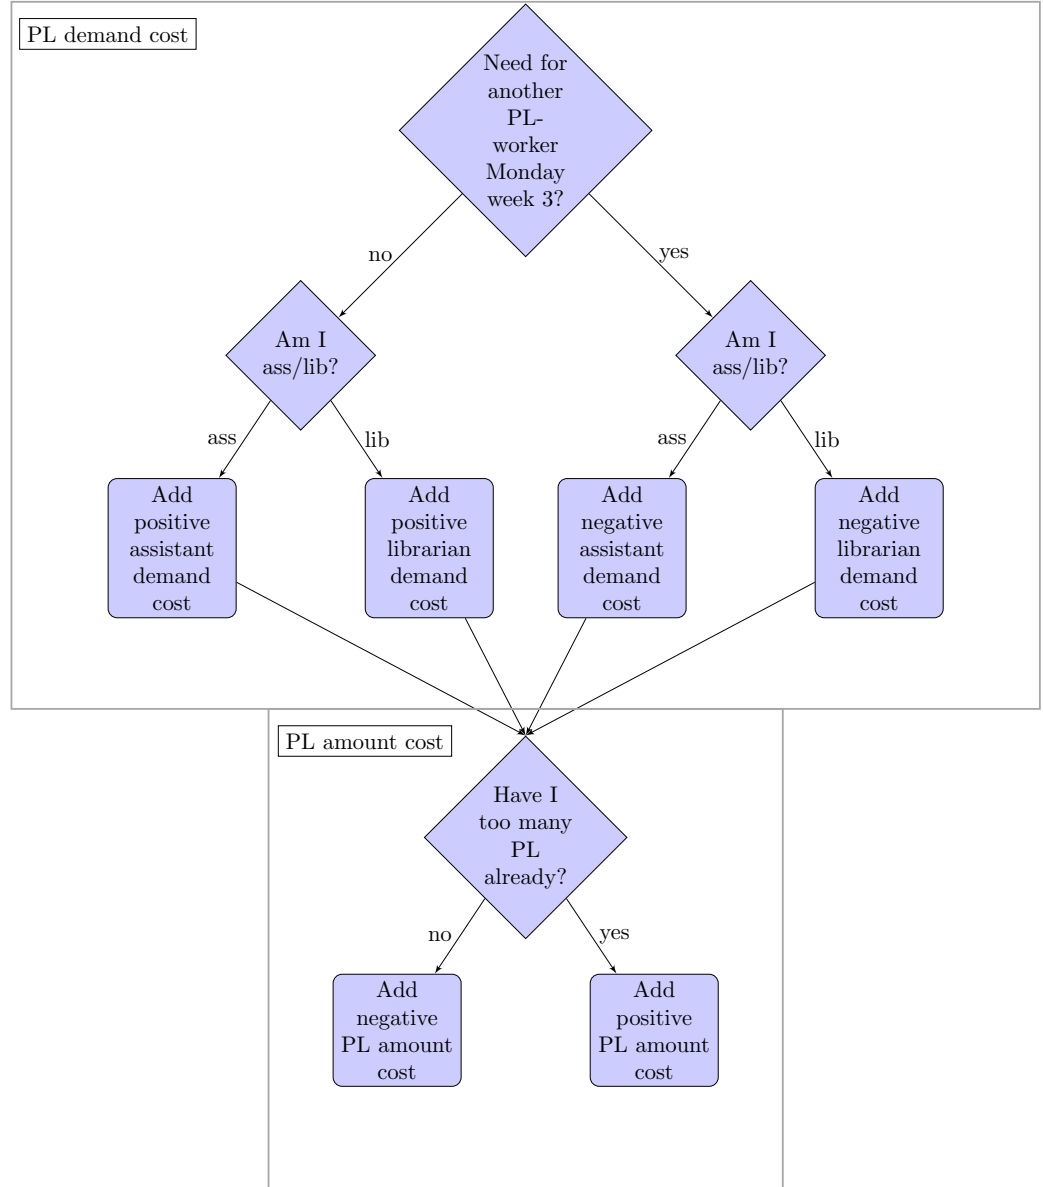 PL demand cost
Need for
another
PL-
worker
Monday
week 3?
no
yes
Am I
ass/lib?
Am I
ass/lib?
ass
lib
ass
lib
Add
positive
assistant
demand
cost
Add
positive
librarian
demand
cost
Add
negative
assistant
demand
cost
Add
negative
librarian
demand
cost
PL amount cost
Have I
too many
PL
already?
no
yes
Add
negative
PL amount
cost
Add
positive
PL amount
cost